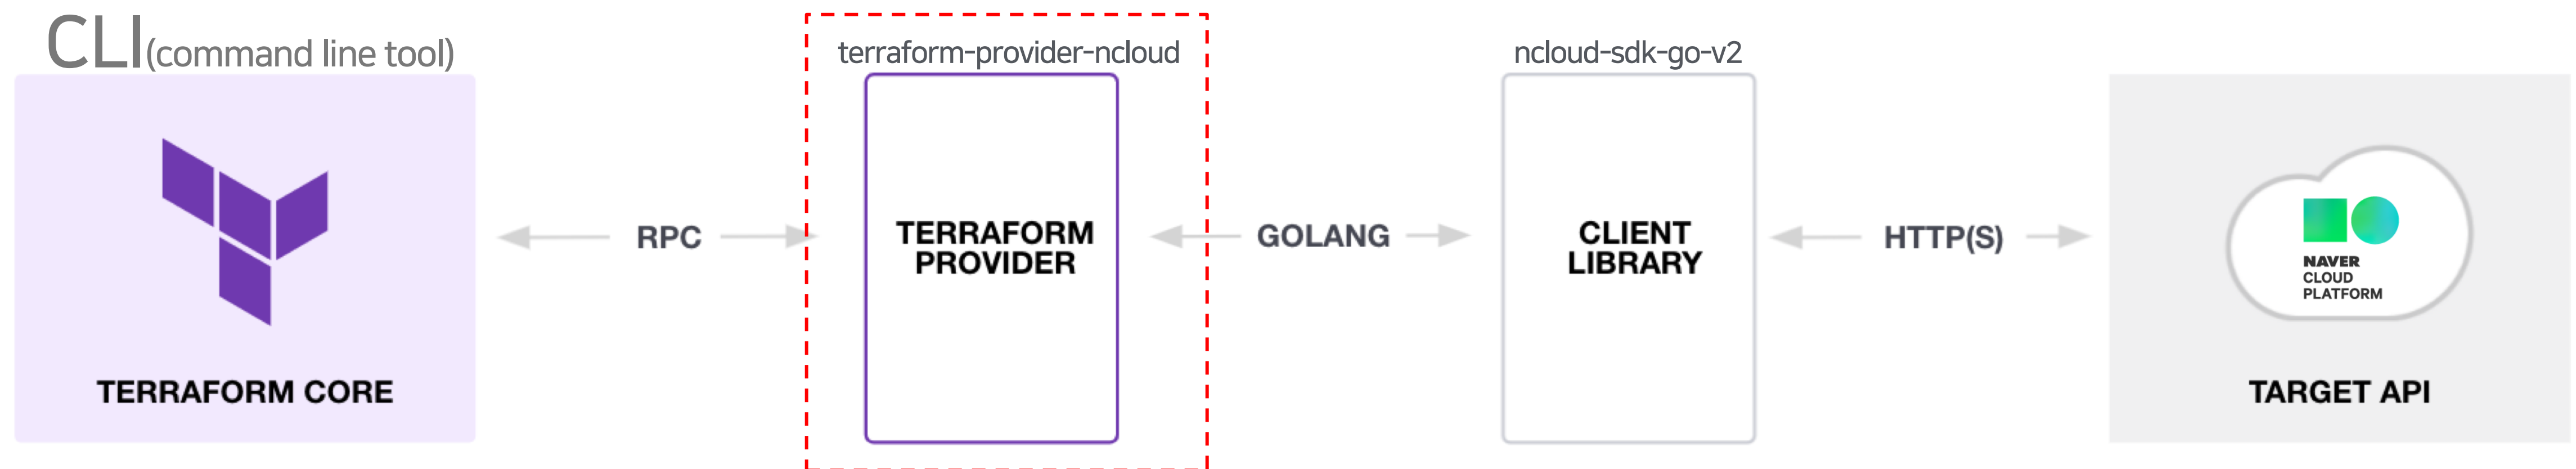 CLI(command line tool)
TERRAFORM CORE
RPC
terraform-provider-ncloud
TERRAFORM
PROVIDER
GOLANG
ncloud-sdk-go-v2
CLIENT
LIBRARY
HTTP(S)
NAVER
CLOUD
PLATFORM
TARGET API